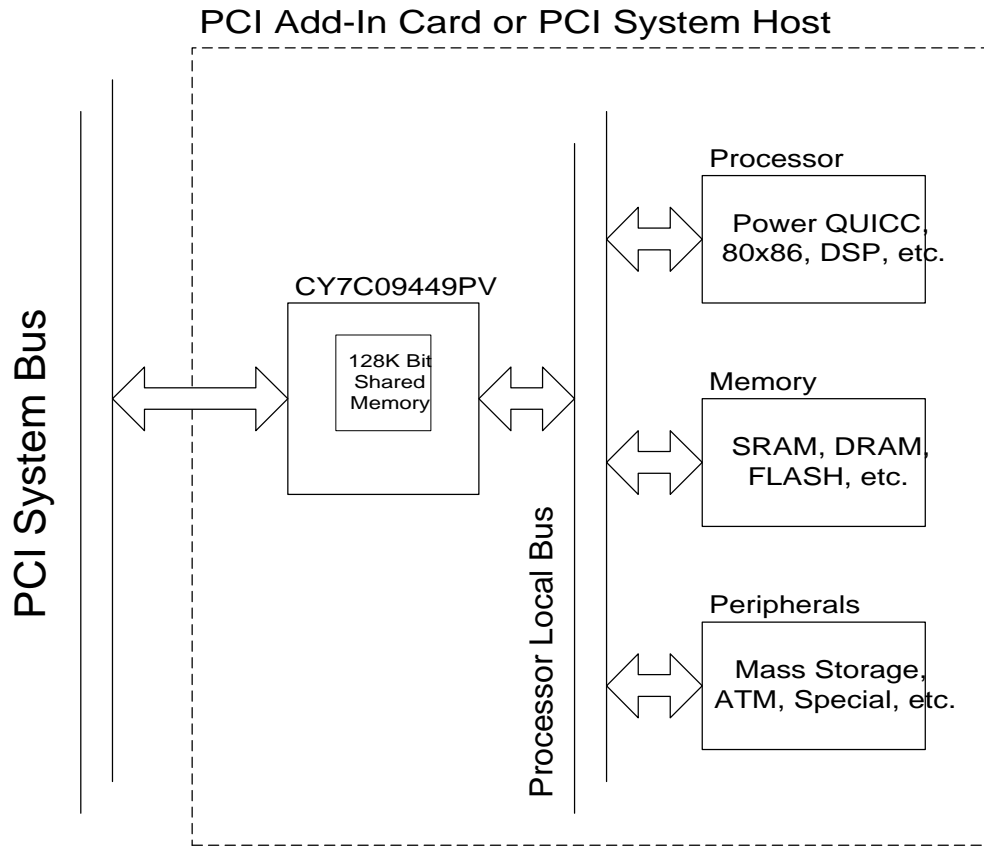 PCI Add-In Card or PCI System Host
PCI System Bus
CY7C09449PV
128K Bit
Shared
Memory
Processor Local Bus
Processor
Power QUICC,
80x86, DSP, etc.
Memory
SRAM, DRAM,
FLASH, etc.
Peripherals
Mass Storage,
ATM, Special, etc.